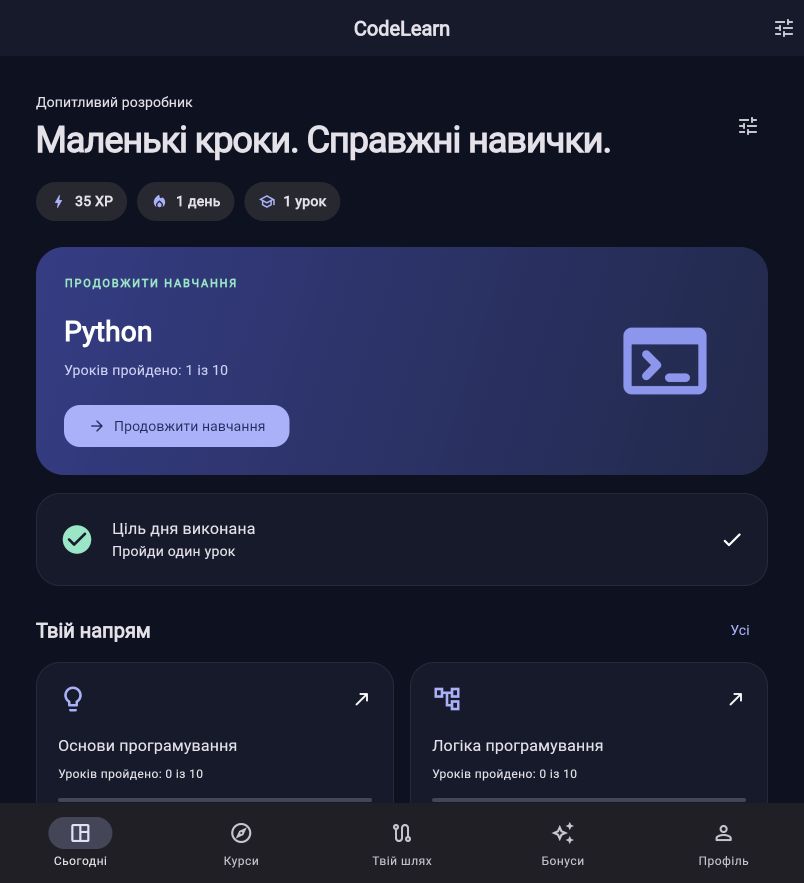 CodeLearn
Допитливий розробник
Маленькі кроки. Справжні навички.
35 XP
1 день
1 урок
ПРОДОВЖИТИ НАВЧАННЯ
Python
Уроків пройдено: 1 із 10
Продовжити навчання
Ціль дня виконана
Пройди один урок
Твій напрям
Усі
Основи програмування
Уроків пройдено: 0 із 10
Логіка програмування
Уроків пройдено: 0 із 10
Сьогодні
Курси
Твій шлях
Бонуси
Профіль